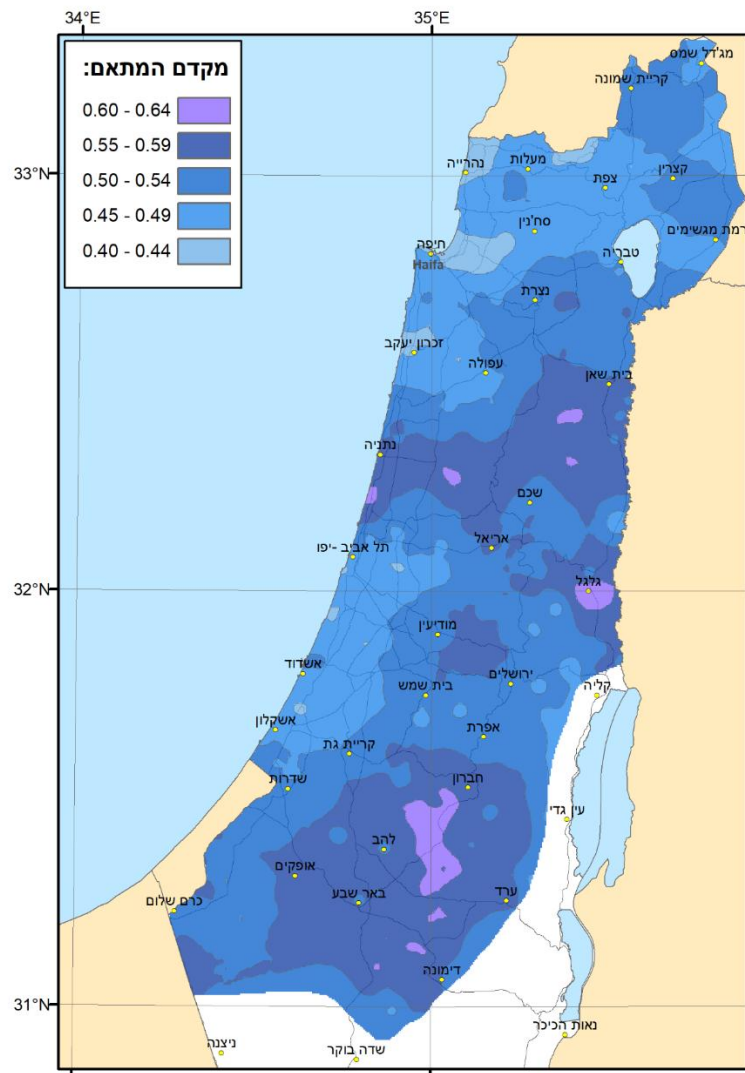 34°E
35°E
מקדם המתאם:
0.60 - 0.64
0.55 - 0.59
0.50 - 0.54
0.45 - 0.49
0.40 - 0.44
מג'דל שמס
קריית שמונה
33°N
נהרייה
מעלות
צפת
קצרין
סח'נין
רמת מגשימים
חיפה
Haifa
טבריה
נצרת
זכרון יעקב
עפולה
בית שאן
נתניה
שכם
אריאל
תל אביב -יפו
32°N
גלגל
מודיעין
אשדוד
ירושלים
בית שמש
קליה
אשקלון
אפרת
קריית גת
שדרות
חברון
עין גדי
להב
אופקים
כרם שלום
באר שבע
ערד
דימונה
31°N
נאות הכיכר
ניצנה
שדה בוקר